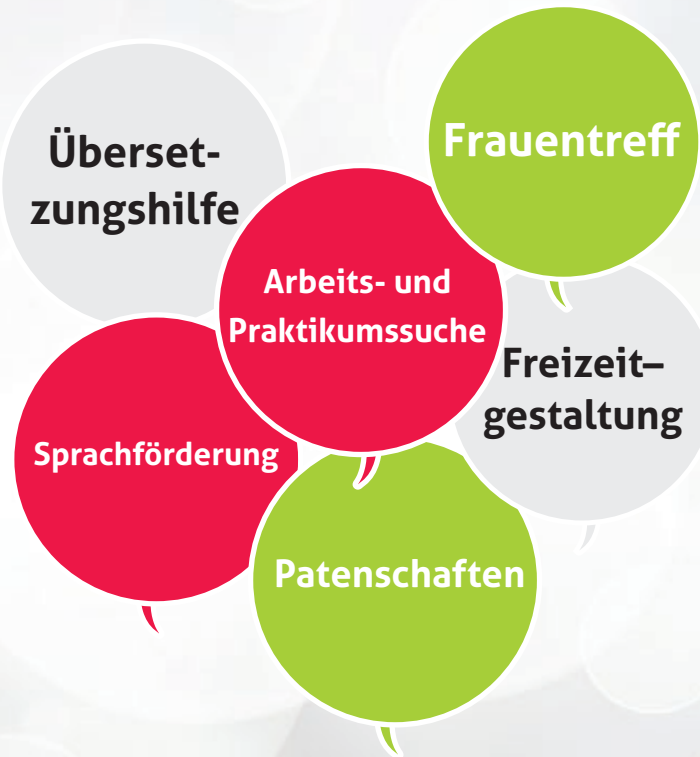 Überset-
zungshilfe
Frauentreff
Arbeits- und
Praktikumssuche
Freizeit–
gestaltung
Sprachförderung
Patenschaften